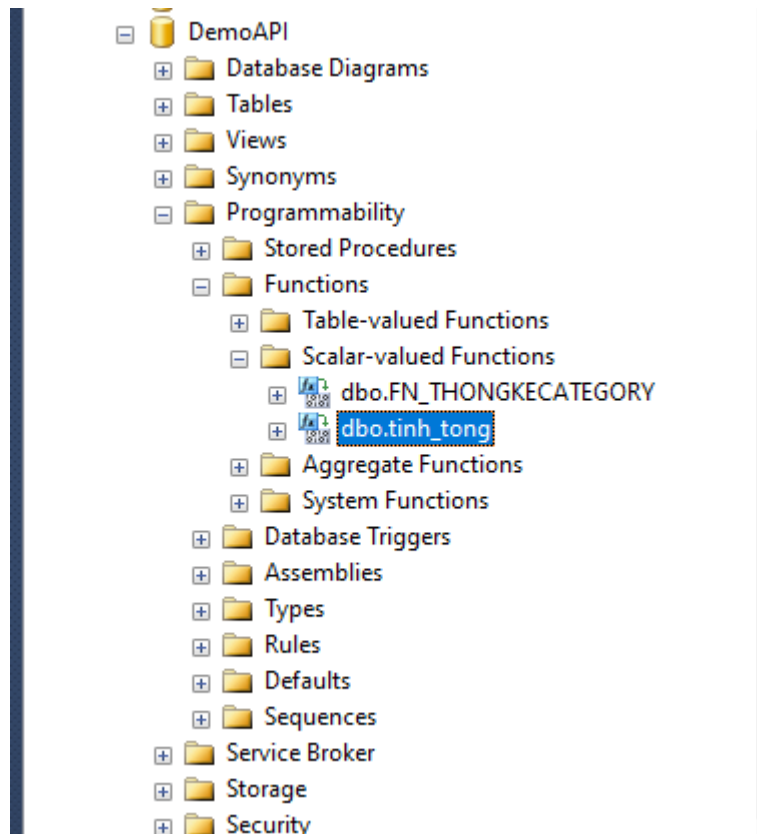 DemoAPI
Database Diagrams
Tables
Views
Synonyms
Programmability
Stored Procedures
Functions
Table-valued Functions
Scalar-valued Functions
dbo.FN_THONGKECATEGORY
dbo.tinh_tong
Aggregate Functions
System Functions
Database Triggers
Assemblies
Types
Rules
Defaults
Sequences
Service Broker
Storage
Security